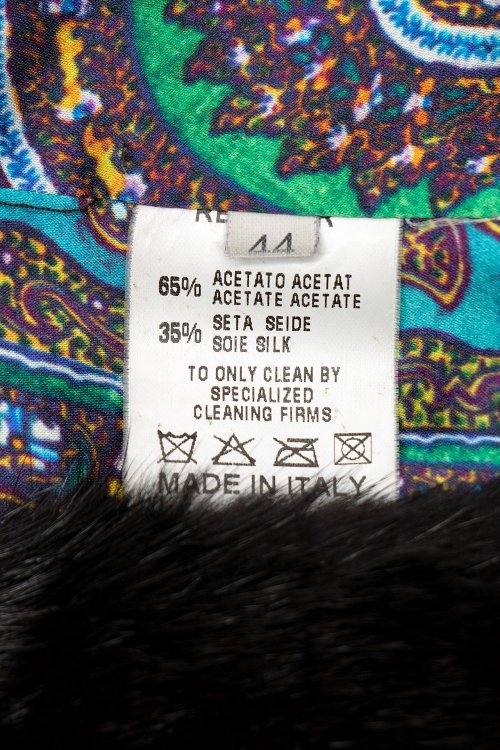 44
65% ACETATO ACETAT
ACETATE ACETATE
35% SETA SEIDE
SOIE SILK
TO ONLY CLEAN BY
SPECIALIZED
CLEANING FIRMS
MADE IN ITALY